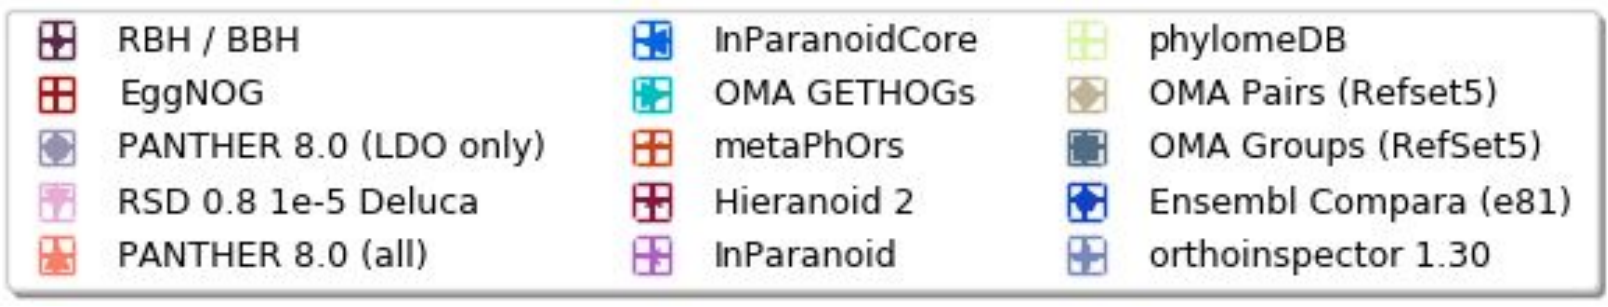 RBH / BBH
EggNOG
PANTHER 8.0 (LDO only)
RSD 0.8 1e-5 Deluca
PANTHER 8.0 (all)
InParanoidCore
OMA GETHOGs
metaPhOrs
Hieranoid 2
InParanoid
phylomeDB
OMA Pairs (Refset5)
OMA Groups (RefSet5)
Ensembl Compara (e81)
orthoinspector 1.30